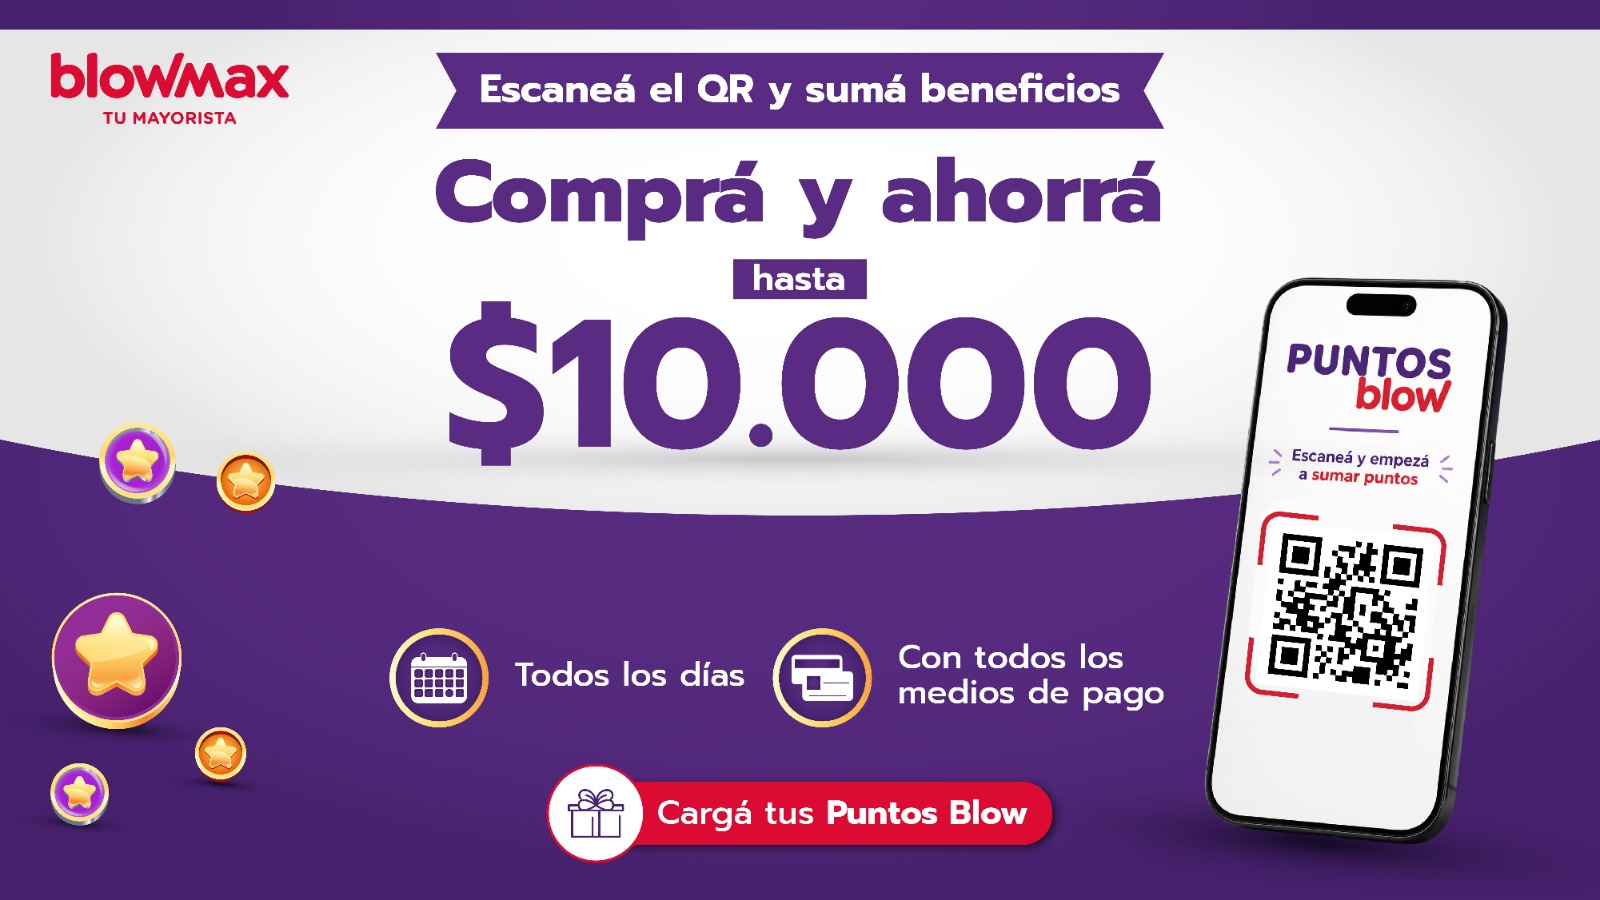 blowmax
TU MAYORISTA
Escaneá el QR y sumá beneficios
Comprá y ahorrá
hasta
$10.000
PUNTOS
blow
Escaneá y empezá
a sumar puntos
Todos los días
Con todos los
medios de pago
Cargá tus Puntos Blow